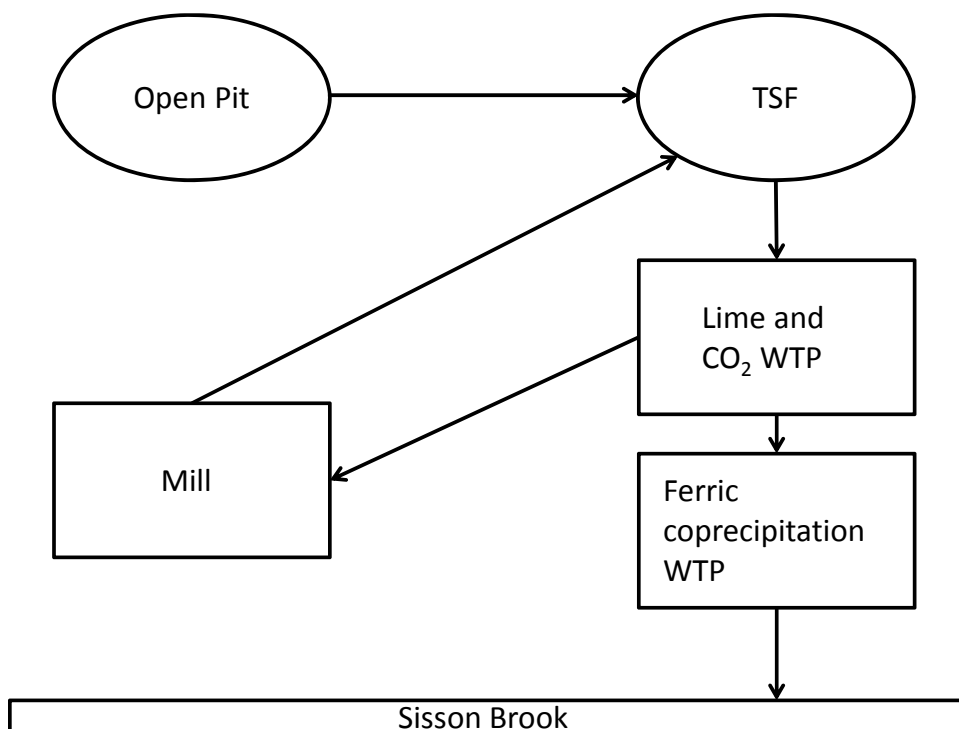 Open Pit
TSF
Lime and
CO₂ WTP
Mill
Ferric
coprecipitation
WTP
Sisson Brook